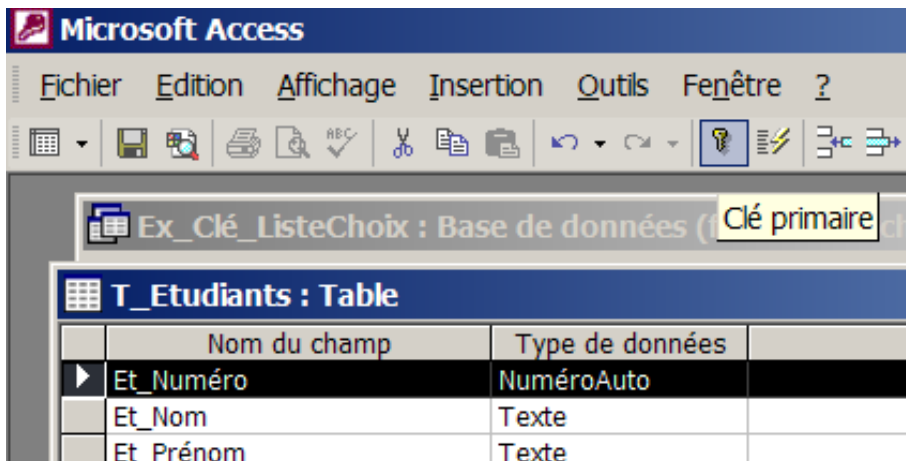 Microsoft Access
Fichier Edition Affichage Insertion Outils Fenêtre ?
ABC
Clé primaire
Ex_Clé_ListeChoix : Base de données (f
T_Etudiants : Table
Nom du champ Type de données
Et_Numéro NuméroAuto
Et_Nom Texte
Et_Prénom Texte